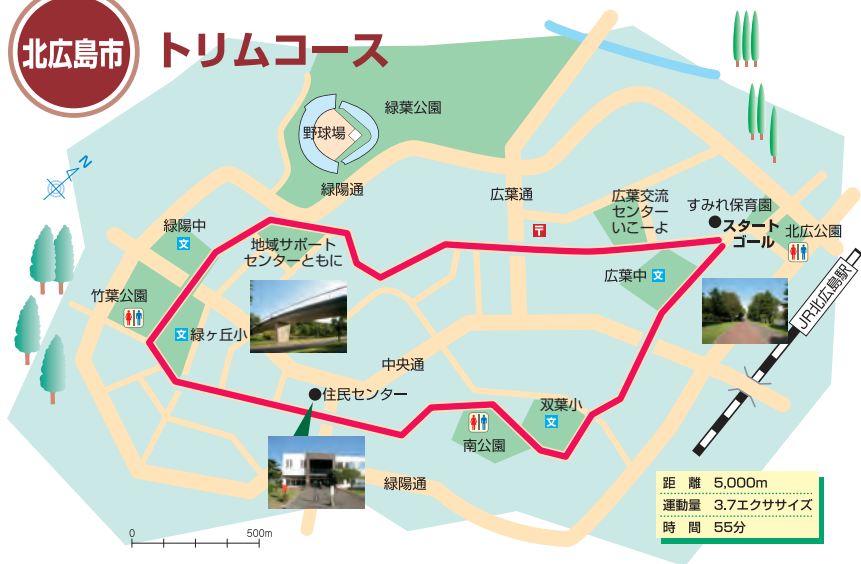 北広島市
トリムコース
緑葉公園
野球場
緑陽通
N
緑陽中
文
地域サポート
センターともに
広葉通
〒
広葉交流
センター
いこーよ
すみれ保育園
スタート
ゴール
北広公園
広葉中
文
JR北広島駅
竹葉公園
文
緑ヶ丘小
中央通
住民センター
双葉小
文
南公園
緑陽通
距 離 5,000m
運動量 3.7エクササイズ
時 間 55分
0 500m